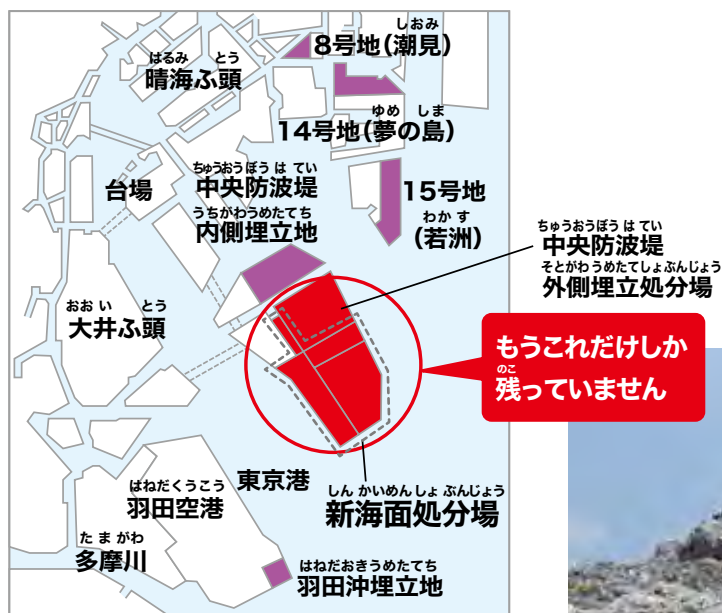 しおみ
8号地(潮見)
はるみ とう
晴海ふ頭
ゆめ しま
14号地(夢の島)
台場
ちゅうおうぼう は てい
中央防波堤
うちがわうめたてち
内側埋立地
15号地
わか す
(若洲)
ちゅうおうぼう は てい
中央防波堤
そとがわうめたてしょぶんじょう
外側埋立処分場
おお い とう
大井ふ頭
もうこれだけしか
のこ
残っていません
東京港
はねだくうこう
羽田空港
しん かいめんしょ ぶんじょう
新海面処分場
た ま がわ
多摩川
はねだおきうめたてち
羽田沖埋立地